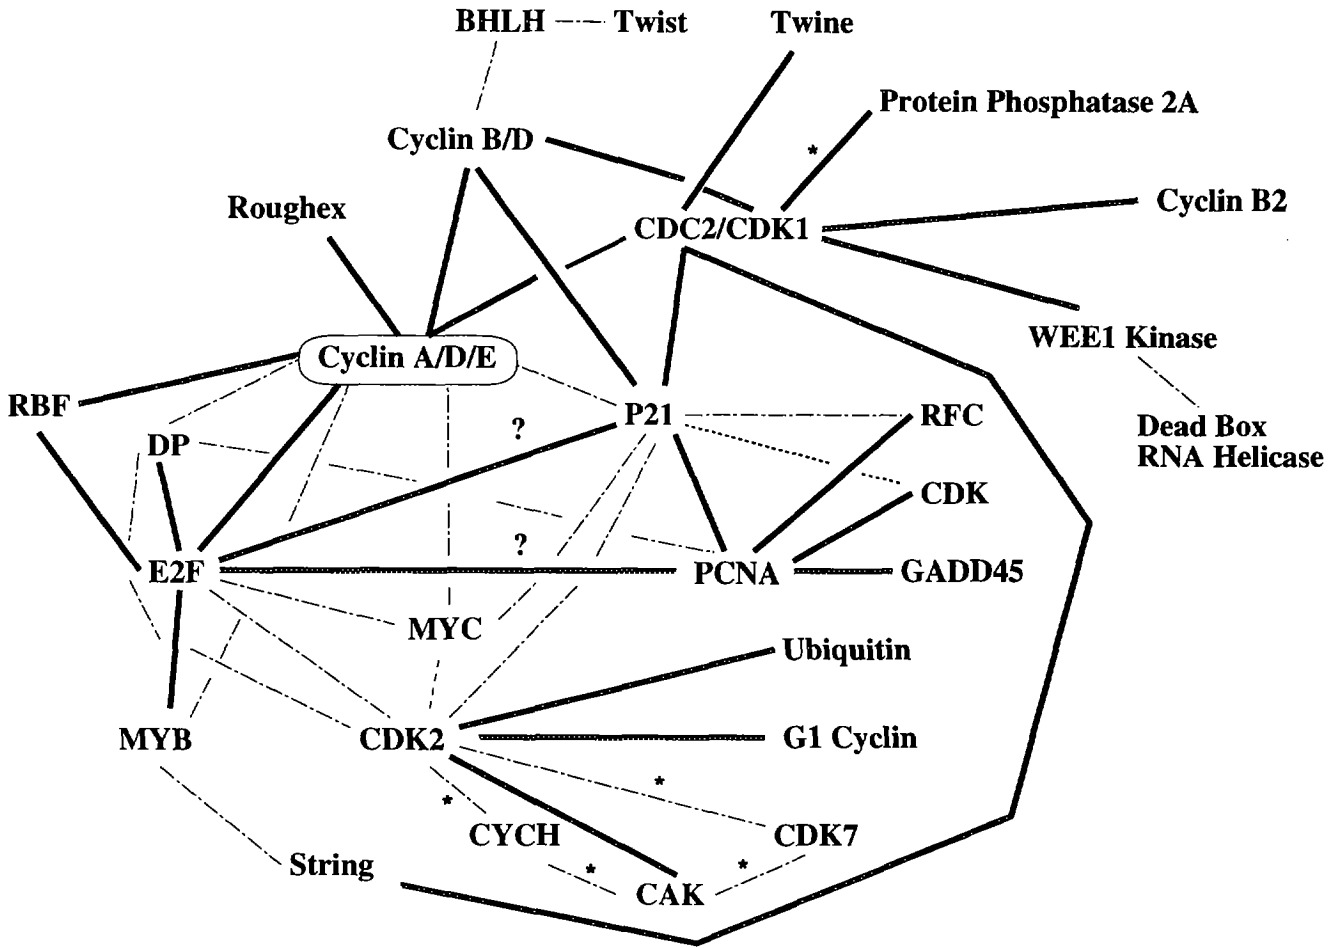 BHLH
Twist
Twine
Protein Phosphatase 2A
Cyclin B/D
*
Roughex
Cyclin B2
CDC2/CDK1
WEE1 Kinase
Cyclin A/D/E
RBF
P21
RFC
?
Dead Box
RNA Helicase
DP
CDK
?
E2F
PCNA
GADD45
MYC
Ubiquitin
MYB
CDK2
G1 Cyclin
*
*
CYCH
CDK7
String
*
*
CAK